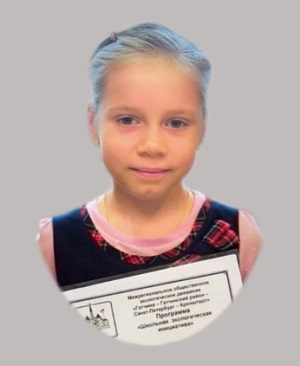 Межрегиональное общественное
экологическое движение
«Гатчина – Гатчинский район –
Санкт-Петербург – Кронштадт»
Программа
«Школьная экологическая
инициатива»